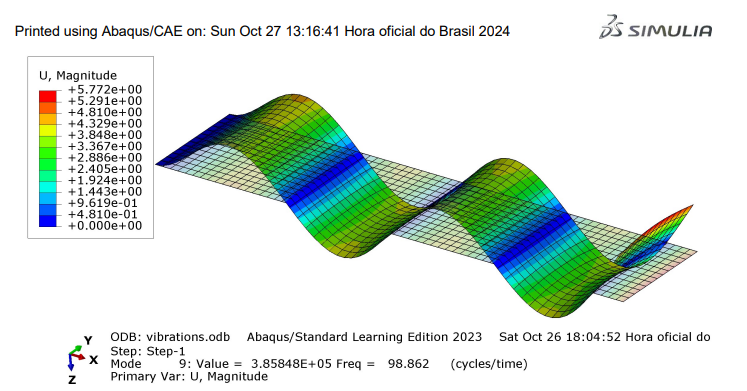 Printed using Abaqus/CAE on: Sun Oct 27 13:16:41 Hora oficial do Brasil 2024
SIMULIA
U, Magnitude
+5.772e+00
+5.291e+00
+4.810e+00
+4.329e+00
+3.848e+00
+3.367e+00
+2.886e+00
+2.405e+00
+1.924e+00
+1.443e+00
+9.619e-01
+4.810e-01
+0.000e+00
Y
X
Z
ODB: vibrations.odb Abaqus/Standard Learning Edition 2023 Sat Oct 26 18:04:52 Hora oficial do
Step: Step-1
Mode 9: Value = 3.85848E+05 Freq = 98.862 (cycles/time)
Primary Var: U, Magnitude